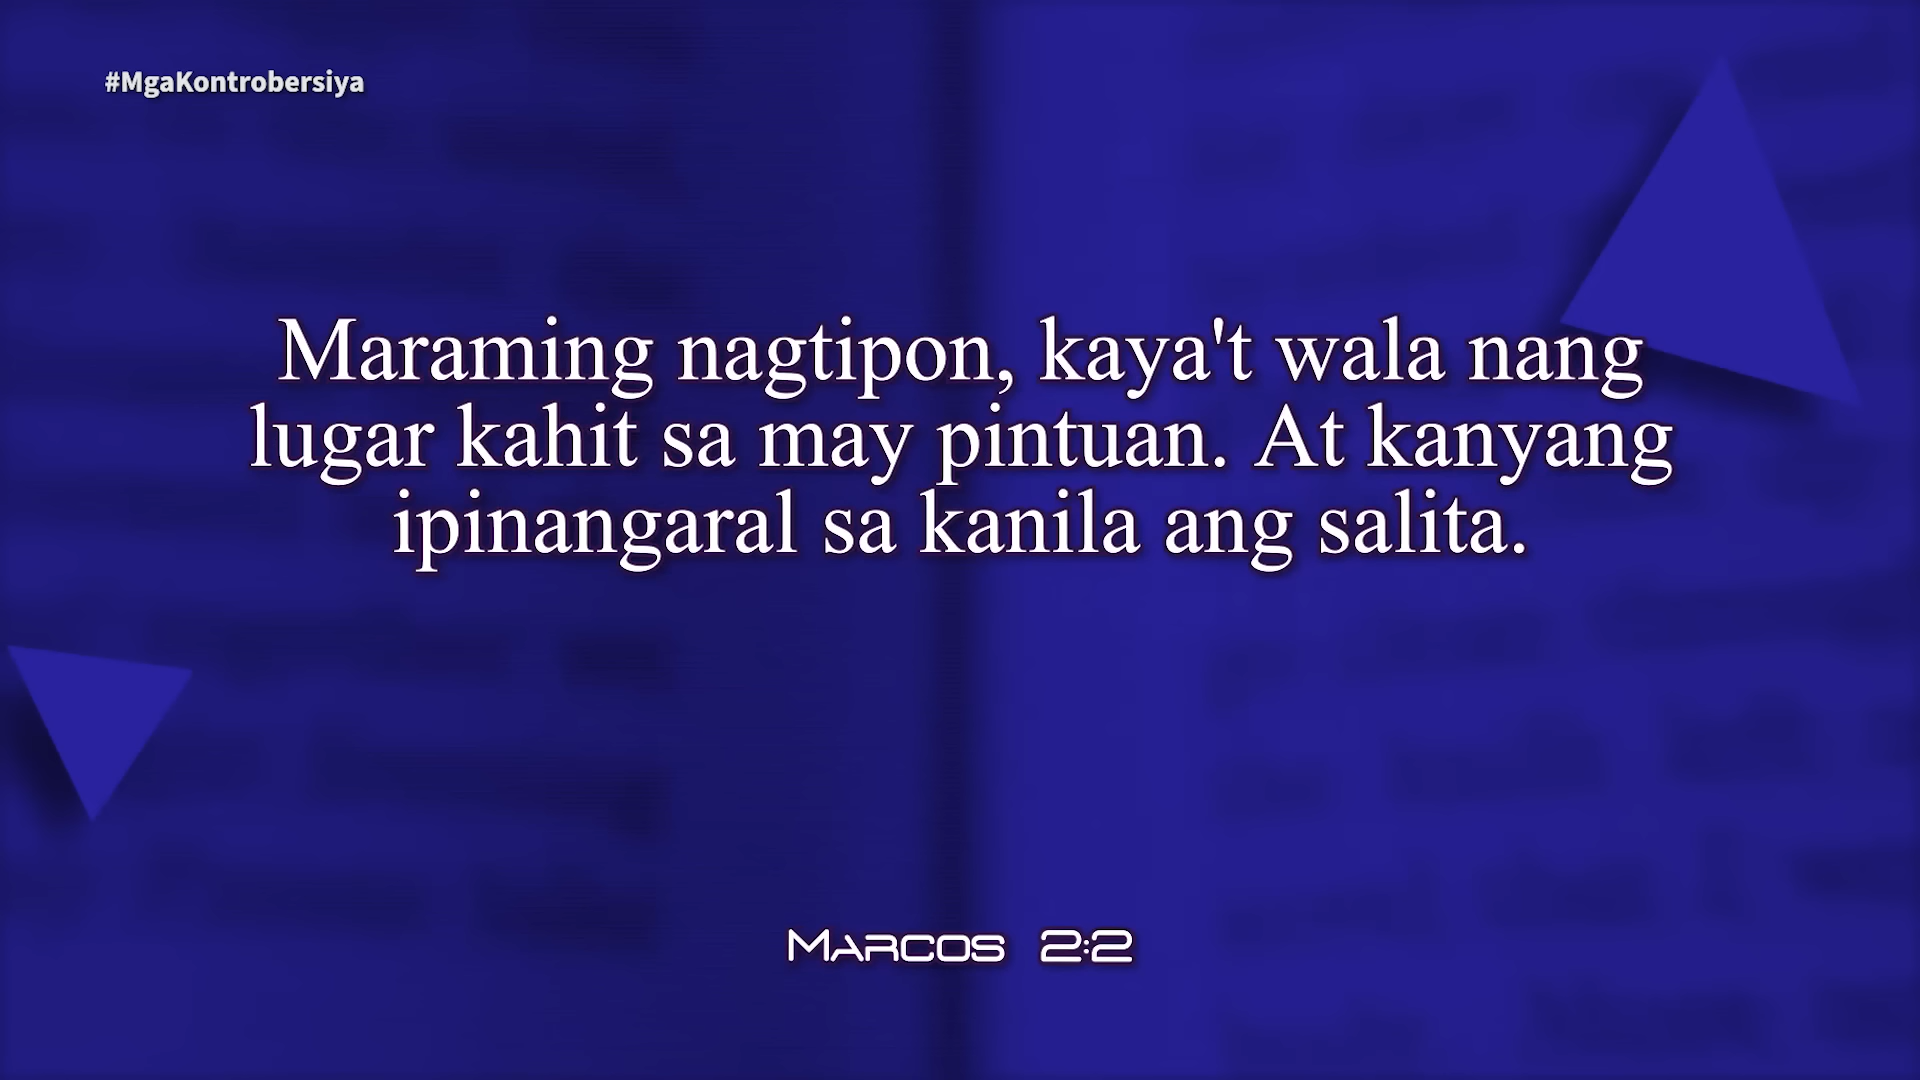 #MgaKontrobersiya
Maraming nagtipon, kaya't wala nang
lugar kahit sa may pintuan. At kanyang
ipinangaral sa kanila ang salita.
Marcos 2:2